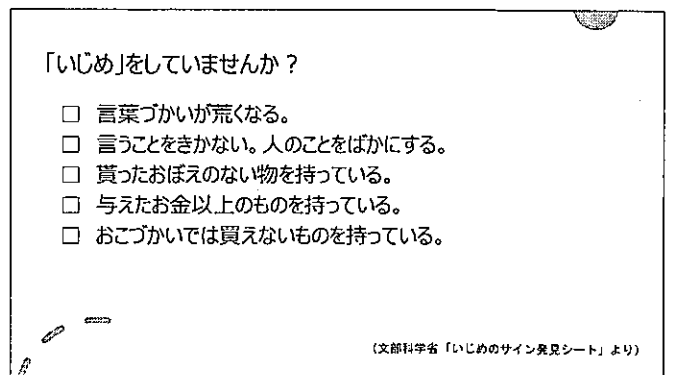 「いじめ」をしていませんか？
□ 言葉づかいが荒くなる。
□ 言うことをきかない。人のことをばかにする。
□ 貰ったおぼえのない物を持っている。
□ 与えたお金以上のものを持っている。
□ おこづかいでは買えないものを持っている。
（文部科学省「いじめのサイン発見シート」より）